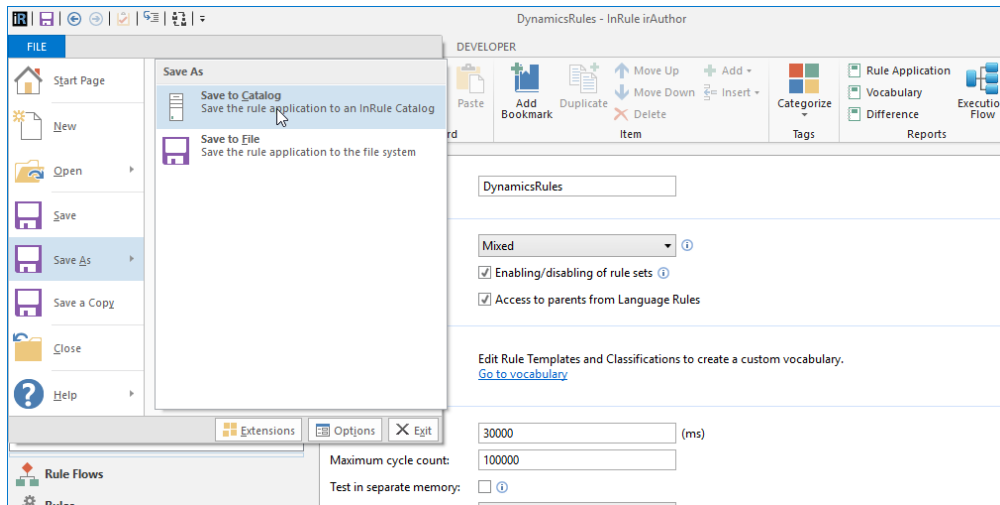 iR
DynamicsRules - InRule irAuthor
FILE
DEVELOPER
Start Page
New
Open
Save
Save As
Save a Copy
Close
Help
Save As
Save to Catalog
Save the rule application to an InRule Catalog
Save to File
Save the rule application to the file system
Extensions
Options
Exit
Paste
Add
Bookmark
Duplicate
Move Up
Move Down
Delete
Add
Insert
Item
Categorize
Tags
Rule Application
Vocabulary
Difference
Reports
Flow
DynamicsRules
Mixed
Enabling/disabling of rule sets
Access to parents from Language Rules
Edit Rule Templates and Classifications to create a custom vocabulary.
Go to vocabulary
30000 (ms)
Maximum cycle count: 100000
Test in separate memory:
Rule Flows